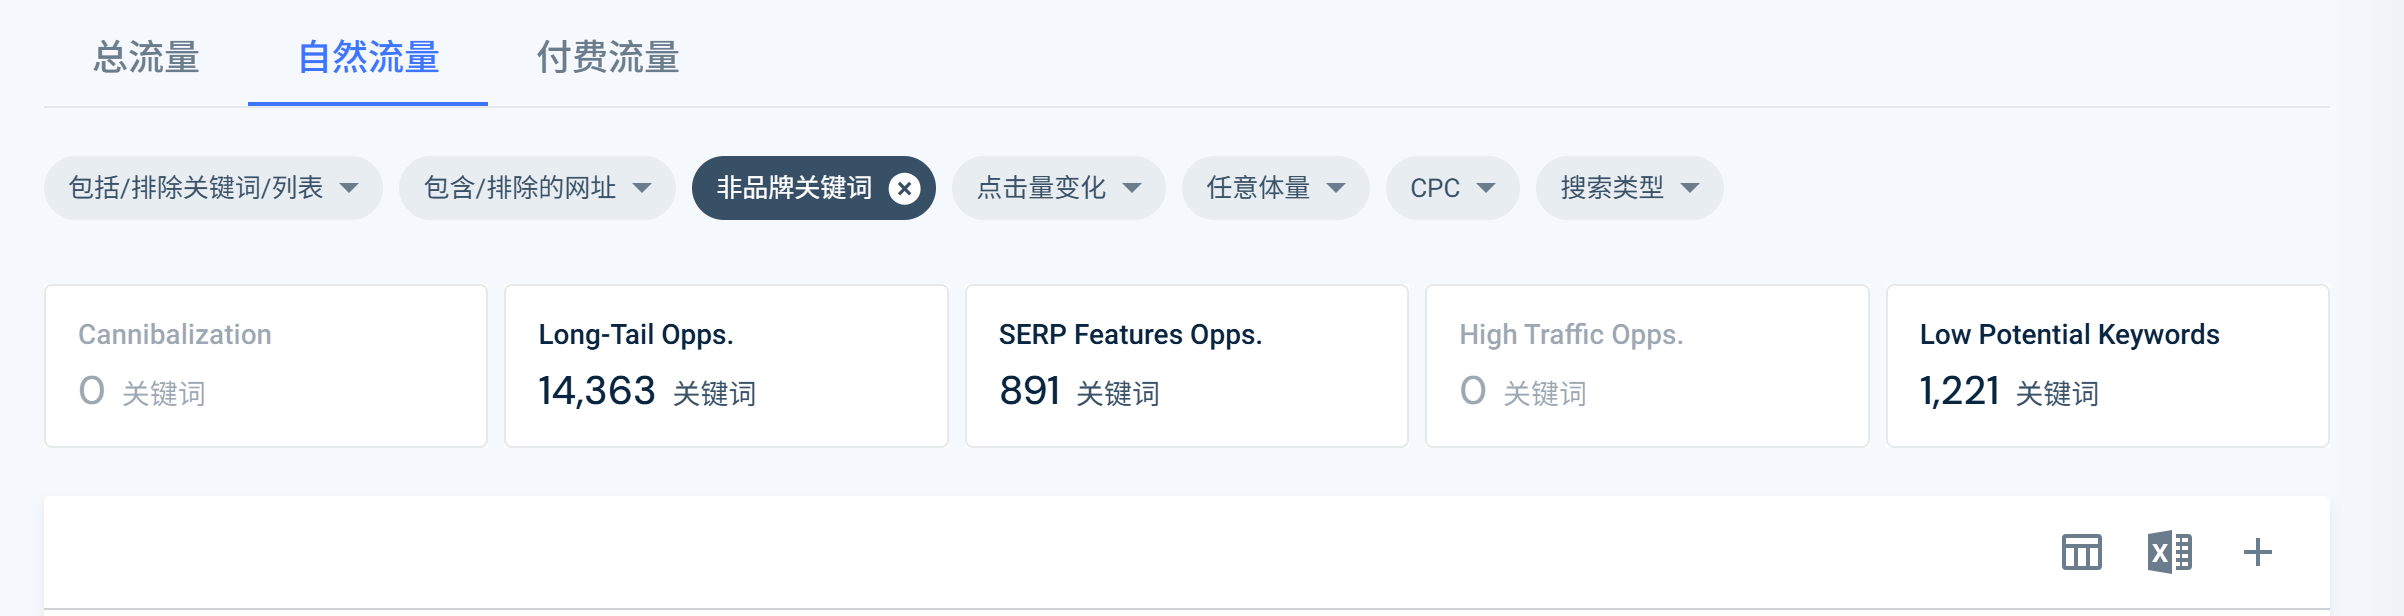 总流量 自然流量 付费流量
包括/排除关键词/列表 包含/排除的网址 非品牌关键词 点击量变化 任意体量 CPC 搜索类型
Cannibalization
0 关键词
Long-Tail Opps.
14,363 关键词
SERP Features Opps.
891 关键词
High Traffic Opps.
0 关键词
Low Potential Keywords
1,221 关键词